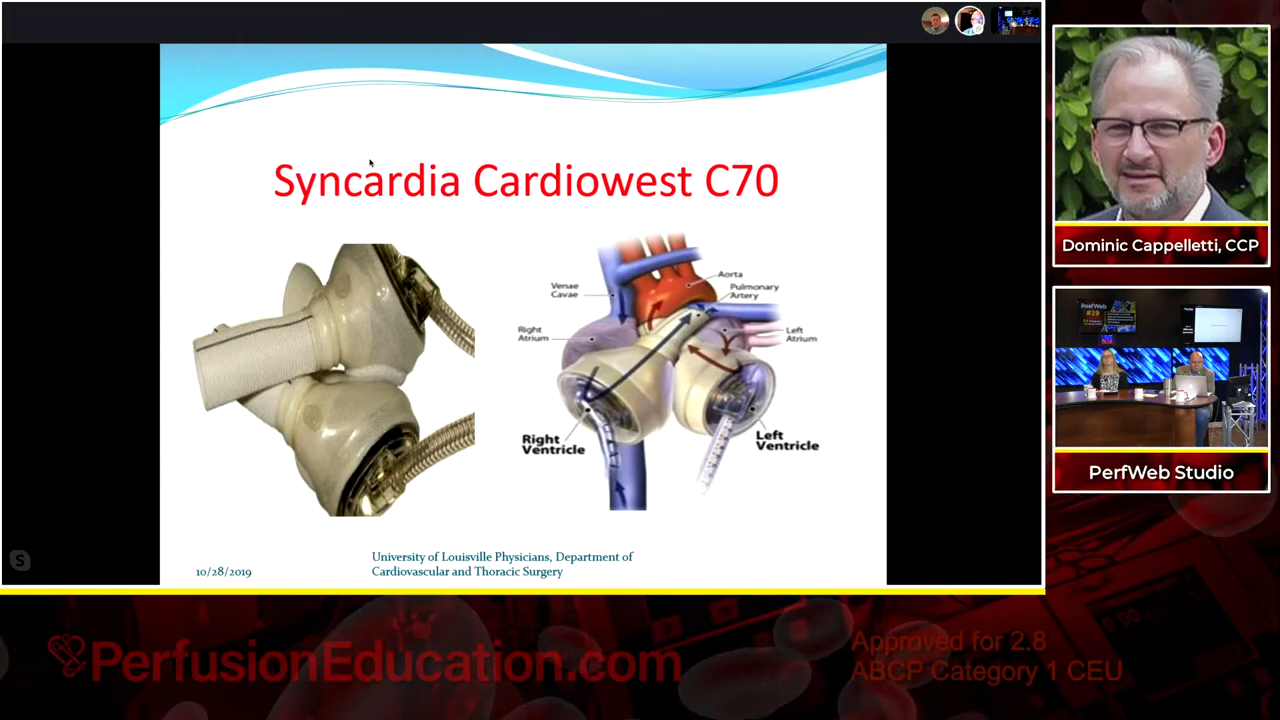 Syncardia Cardiowest C70
Venae
Cavae
Aorta
Pulmonary
Artery
Right
Atrium
Left
Atrium
Right
Ventricle
Left
Ventricle
10/28/2019
University of Louisville Physicians, Department of
Cardiovascular and Thoracic Surgery
S
Dominic Cappelletti, CCP
PerfWeb
#29
PerfWeb Studio
PerfusionEducation.com
Approved for 2.8
ABCP Category 1 CEU